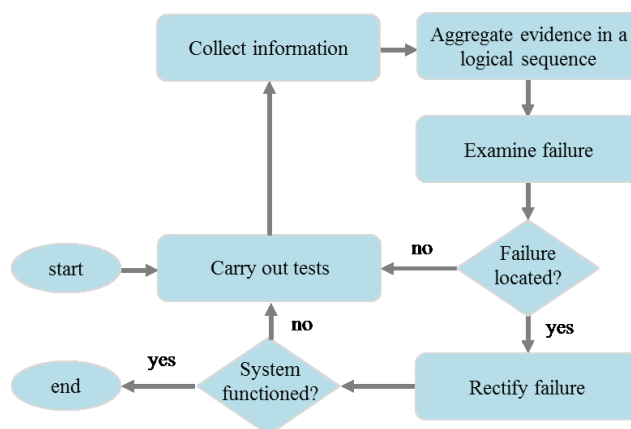 Collect information
Aggregate evidence in a
logical sequence
Examine failure
start
Carry out tests
no
Failure
located?
no
yes
yes
end
System
functioned?
Rectify failure